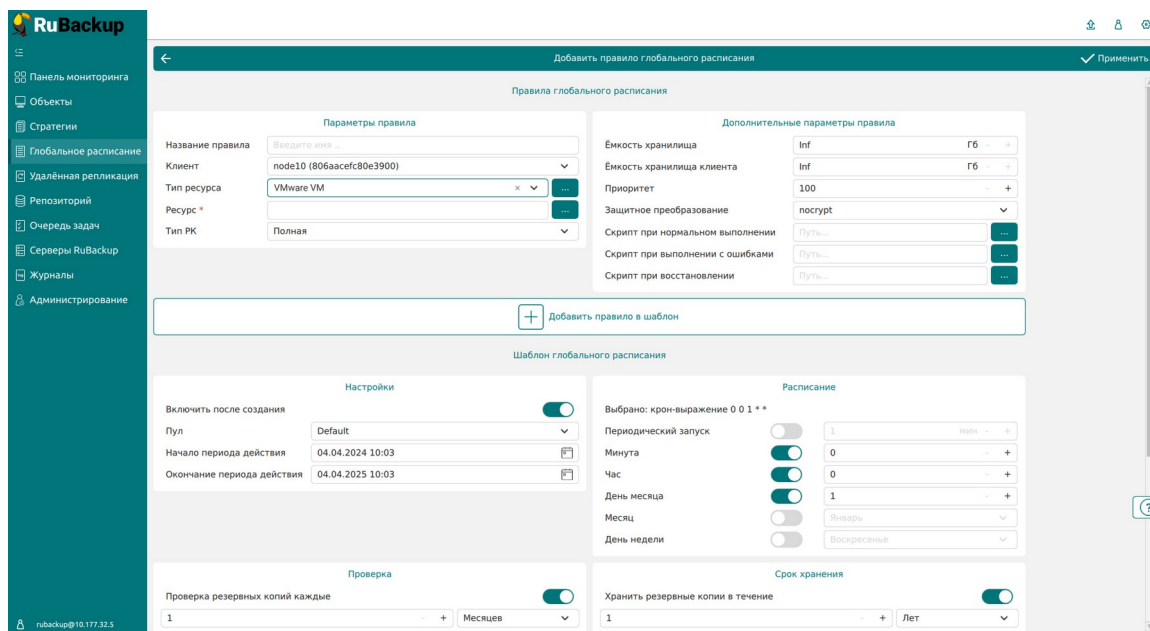 RuBackup
Панель мониторинга
Объекты
Стратегии
Глобальное расписание
Удалённая репликация
Репозиторий
Очередь задач
Серверы RuBackup
Журналы
Администрирование
rubackup@10.177.32.5
Добавить правило глобального расписания
Применить
Правила глобального расписания
Параметры правила
Название правила Введите имя ...
Клиент node10 (806aacefc80e3900)
Тип ресурса VMware VM × ...
Ресурс * ...
Тип РК Полная
Дополнительные параметры правила
Ёмкость хранилища Inf Гб - +
Ёмкость хранилища клиента Inf Гб - +
Приоритет 100 - +
Защитное преобразование nocrypt
Скрипт при нормальном выполнении Путь... ...
Скрипт при выполнении с ошибками Путь... ...
Скрипт при восстановлении Путь... ...
+ Добавить правило в шаблон
Шаблон глобального расписания
Настройки
Включить после создания
Пул Default
Начало периода действия 04.04.2024 10:03
Окончание периода действия 04.04.2025 10:03
Расписание
Выбрано: крон-выражение 0 0 1 * *
Периодический запуск 1 мин - +
Минута 0 - +
Час 0 - +
День месяца 1 - +
Месяц Январь
День недели Воскресенье
?
Проверка
Проверка резервных копий каждые
1 - + Месяцев
Срок хранения
Хранить резервные копии в течение
1 - + Лет